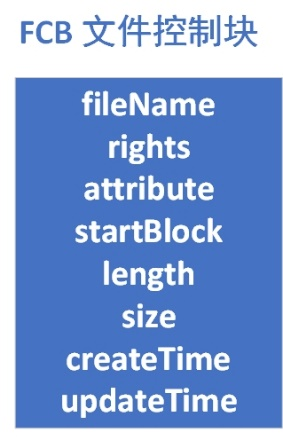 FCB 文件控制块
fileName
rights
attribute
startBlock
length
size
createTime
updateTime